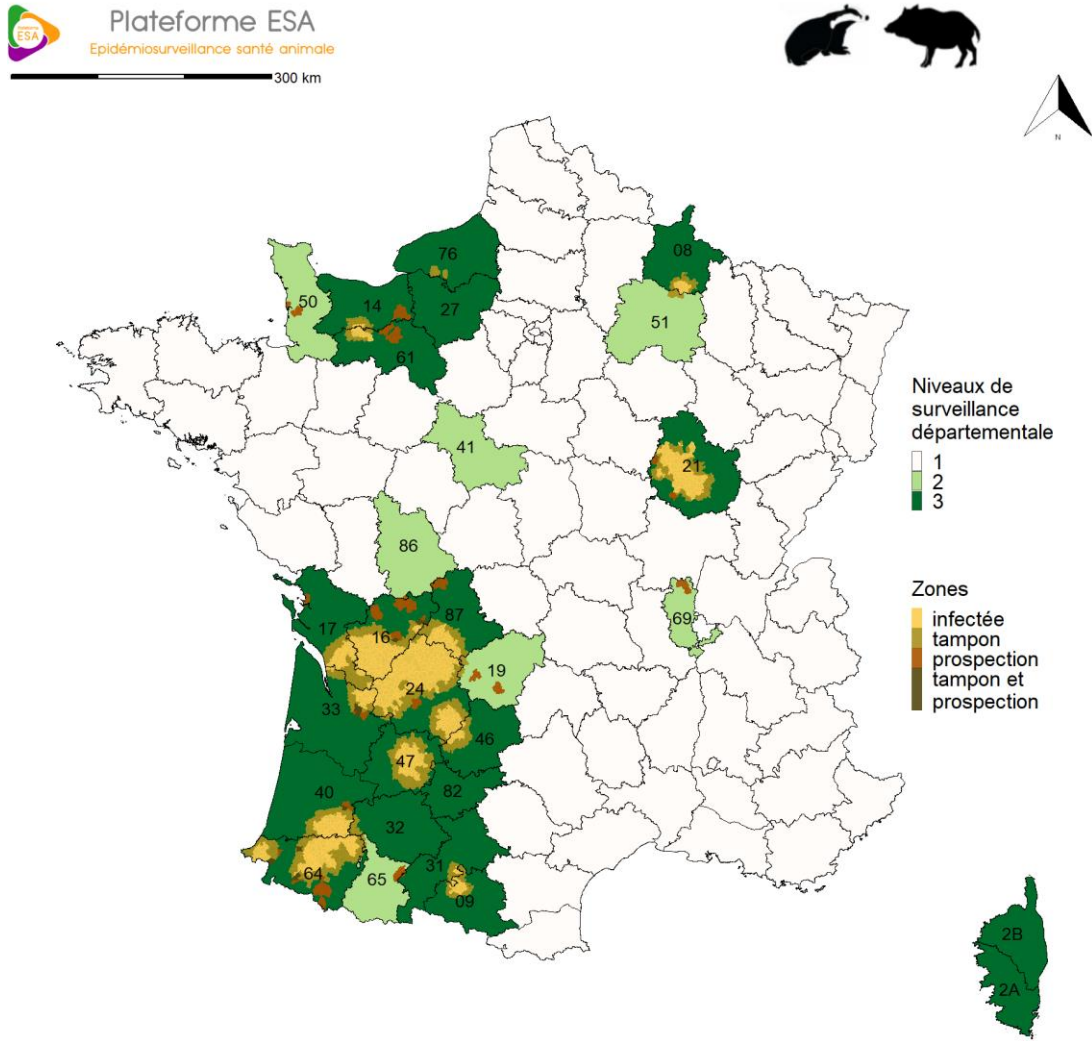 Plateforme ESA
ESA
Epidémiosurveillance santé animale
300 km
N
76
08
50
14
27
51
61
41
21
86
69
87
17
16
19
24
33
46
47
40
82
32
31
64
65
09
2B
2A
Niveaux de
surveillance
départementale
1
2
3
Zones
infectée
tampon
prospection
tampon et
prospection